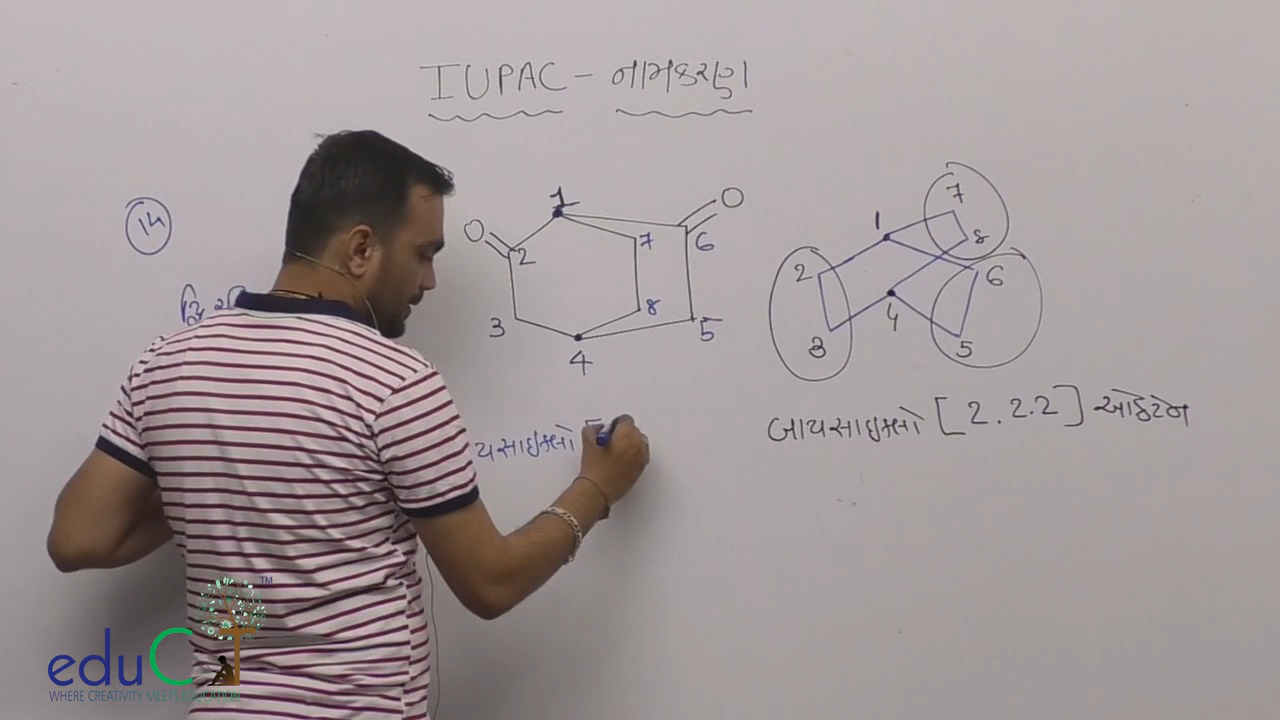 IUPAC - નામકરણ
14
દ્વિ
1
O
2
3
4
5
6
O
7
8
1
2
3
4
5
6
7
8
યસાઇક્લો [
બાયસાઇક્લો [2.2.2] ઓક્ટેન
eduCT TM
WHERE CREATIVITY MEETS EDUCATION